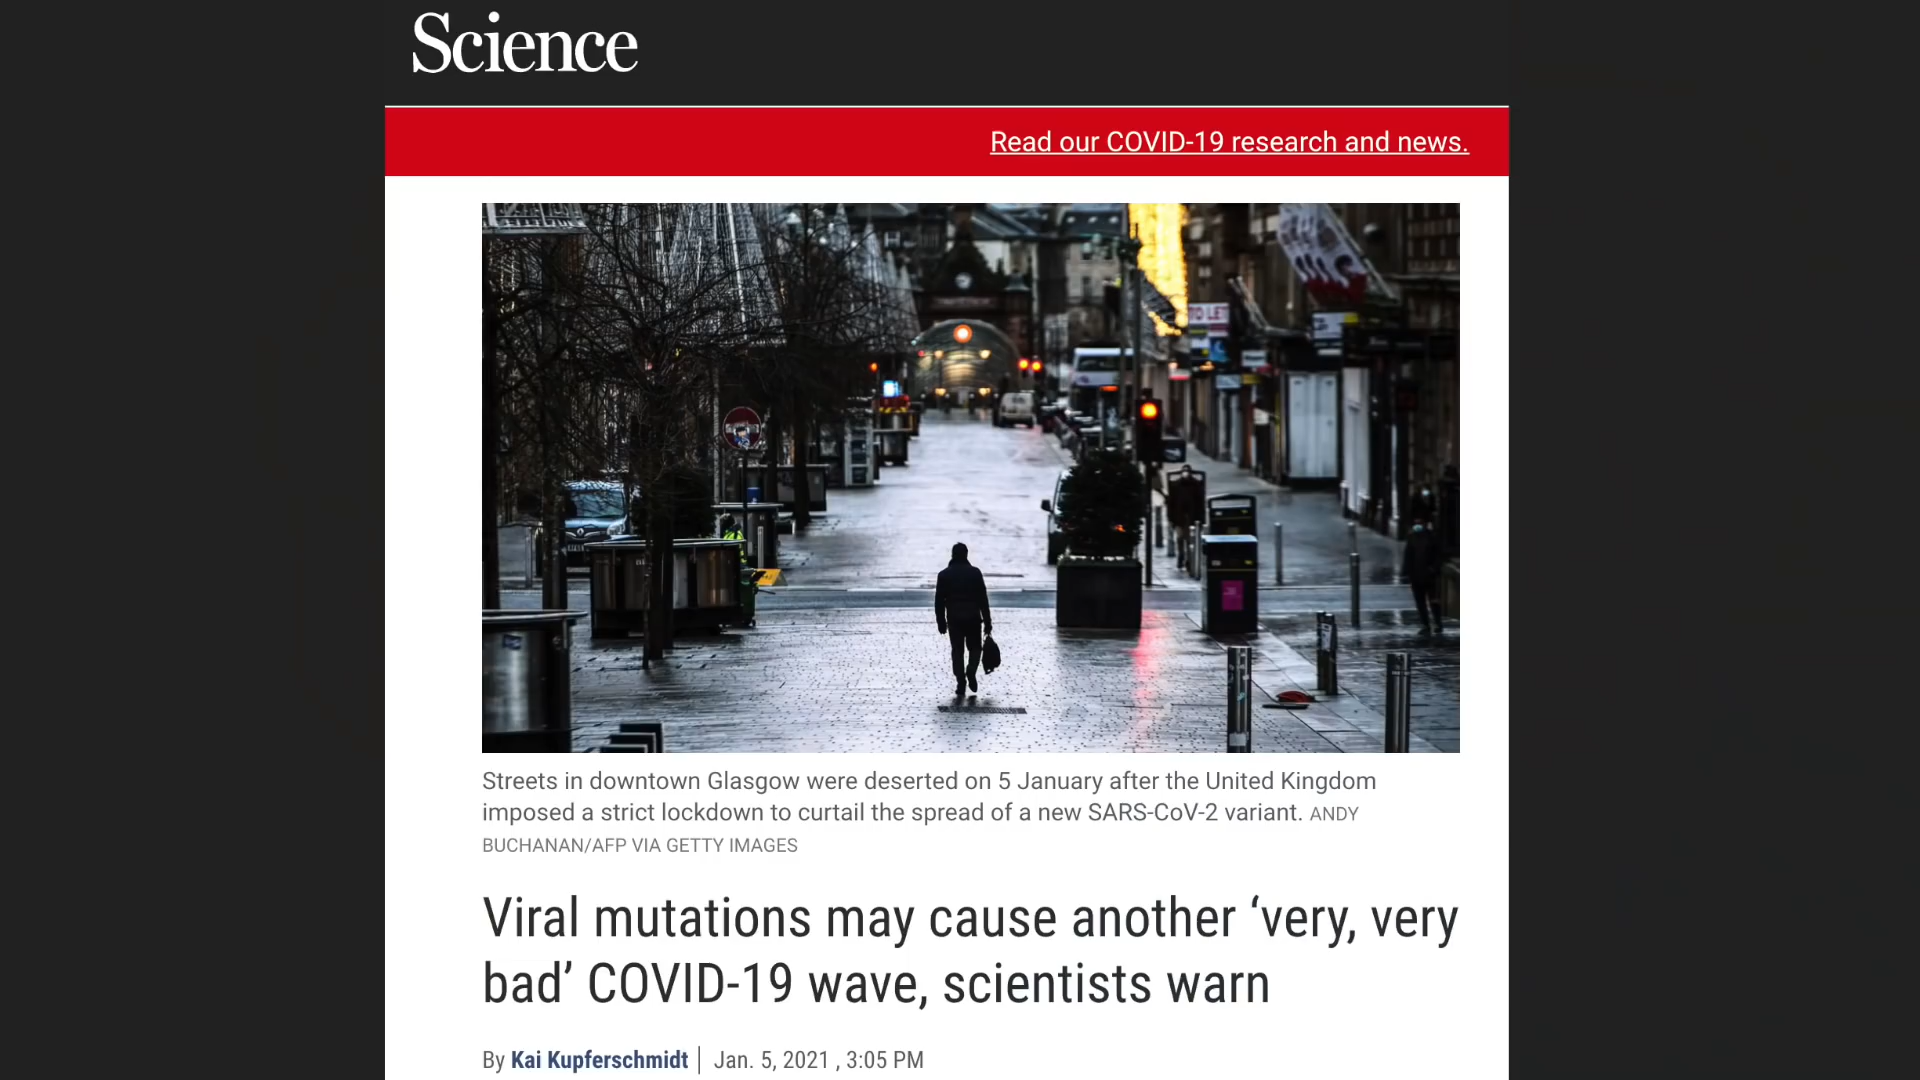 Science
Read our COVID-19 research and news.
TO LET
Streets in downtown Glasgow were deserted on 5 January after the United Kingdom
imposed a strict lockdown to curtail the spread of a new SARS-CoV-2 variant. ANDY
BUCHANAN/AFP VIA GETTY IMAGES
Viral mutations may cause another ‘very, very
bad’ COVID-19 wave, scientists warn
By Kai Kupferschmidt | Jan. 5, 2021 , 3:05 PM